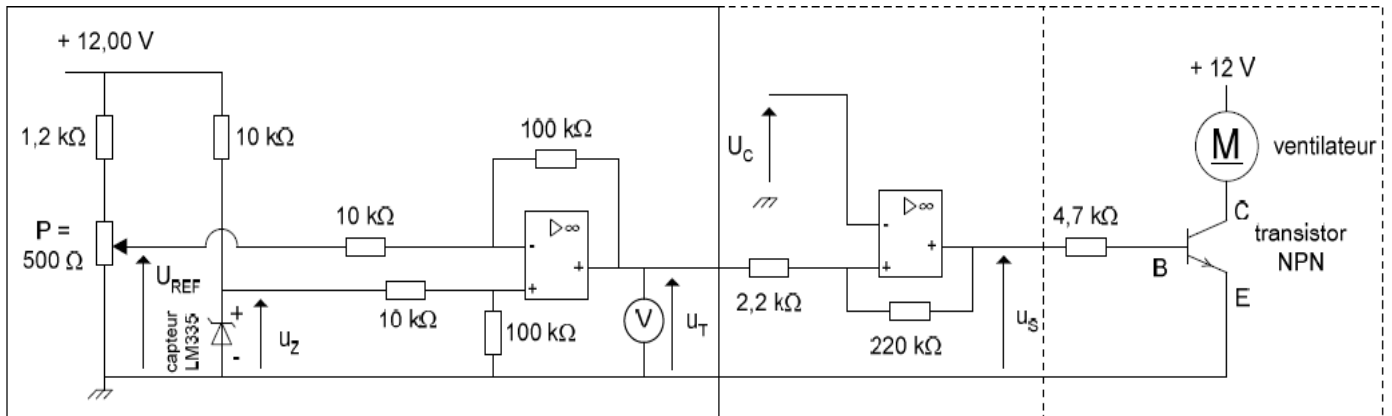 + 12,00 V
1,2 kΩ
10 kΩ
P =
500 Ω
U_REF
capteur
LM335
+
-
u_Z
10 kΩ
10 kΩ
100 kΩ
▷∞
-
+
+
100 kΩ
V
u_T
U_C
2,2 kΩ
▷∞
-
+
+
220 kΩ
u_S
4,7 kΩ
+ 12 V
M
ventilateur
C
transistor
NPN
B
E